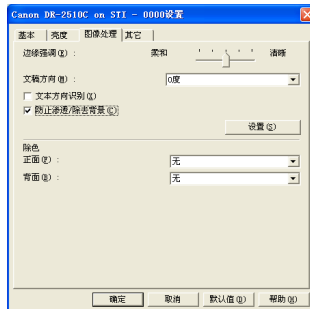 Canon DR-2510C on STI - 0000设置
基本 亮度 图像处理 其它
边缘强调(E): 柔和 清晰
文稿方向(N): 0度
文本方向识别(X)
防止渗透/除去背景(C)
设置(S)
除色
正面(F): 无
背面(B): 无
确定 取消 默认值(D) 帮助(H)